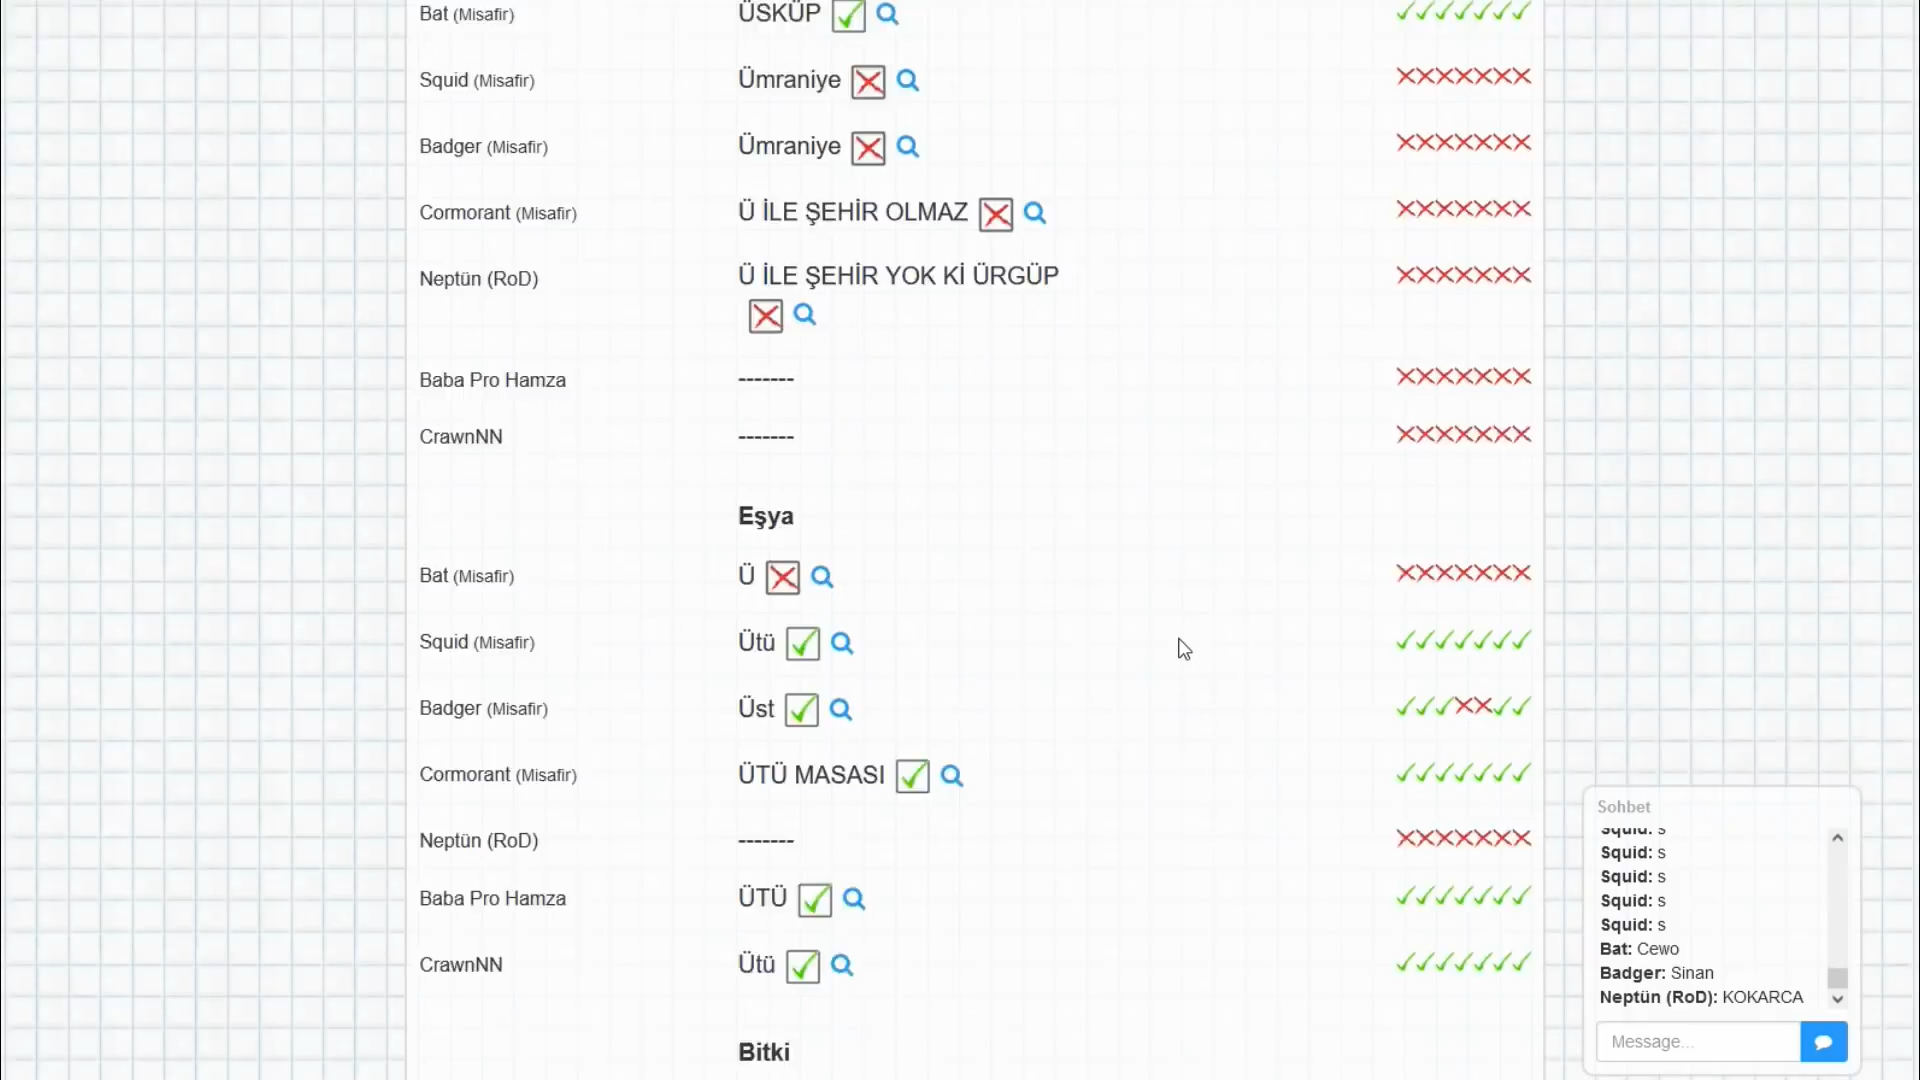 Bat (Misafir) ÜSKÜP
Squid (Misafir) Ümraniye
Badger (Misafir) Ümraniye
Cormorant (Misafir) Ü İLE ŞEHİR OLMAZ
Neptün (RoD) Ü İLE ŞEHİR YOK Kİ ÜRGÜP
Baba Pro Hamza -------
CrawnNN -------
Eşya
Bat (Misafir) Ü
Squid (Misafir) Ütü
Badger (Misafir) Üst
Cormorant (Misafir) ÜTÜ MASASI
Neptün (RoD) -------
Baba Pro Hamza ÜTÜ
CrawnNN Ütü
Bitki
Sohbet
Squid: s
Squid: s
Squid: s
Squid: s
Squid: s
Bat: Cewo
Badger: Sinan
Neptün (RoD): KOKARCA
Message...